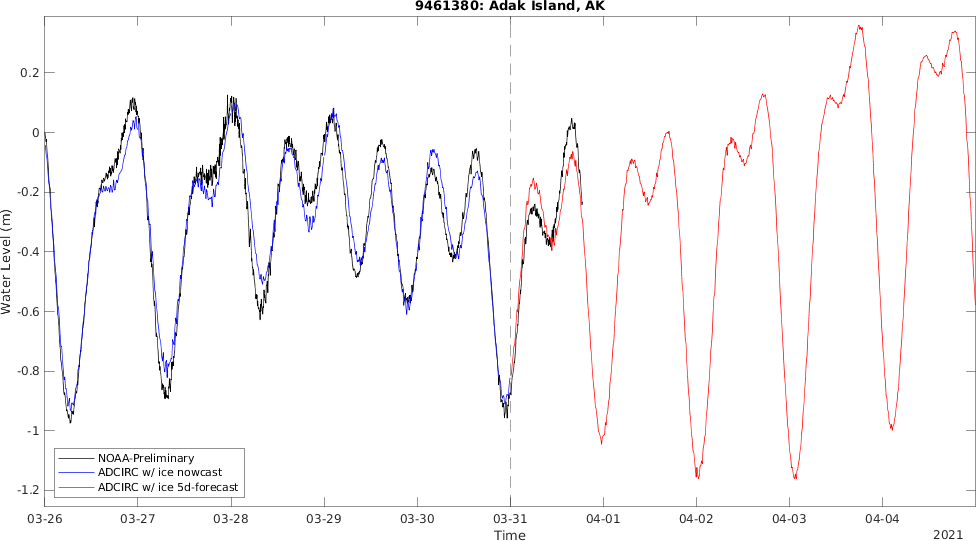 9461380: Adak Island, AK
Water Level (m)
0.2
0
-0.2
-0.4
-0.6
-0.8
-1
-1.2
NOAA-Preliminary
ADCIRC w/ ice nowcast
ADCIRC w/ ice 5d-forecast
03-26 03-27 03-28 03-29 03-30 03-31 04-01 04-02 04-03 04-04
Time
2021